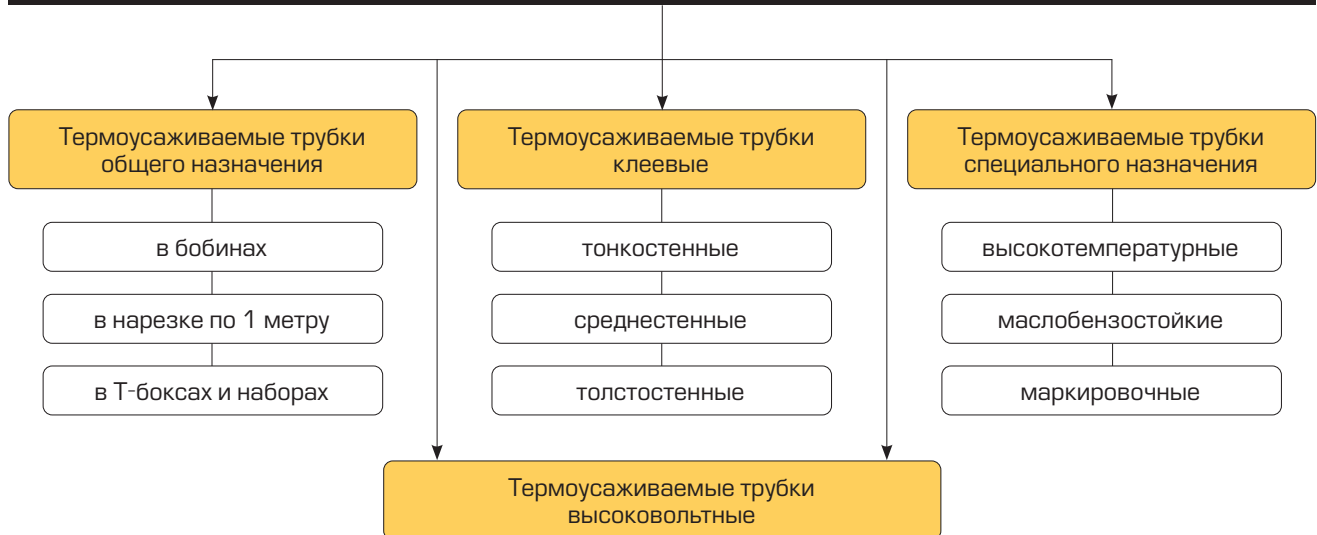 Термоусаживаемые трубки
общего назначения
в бобинах
в нарезке по 1 метру
в Т-боксах и наборах
Термоусаживаемые трубки
клеевые
тонкостенные
среднестенные
толстостенные
Термоусаживаемые трубки
специального назначения
высокотемпературные
маслобензостойкие
маркировочные
Термоусаживаемые трубки
высоковольтные